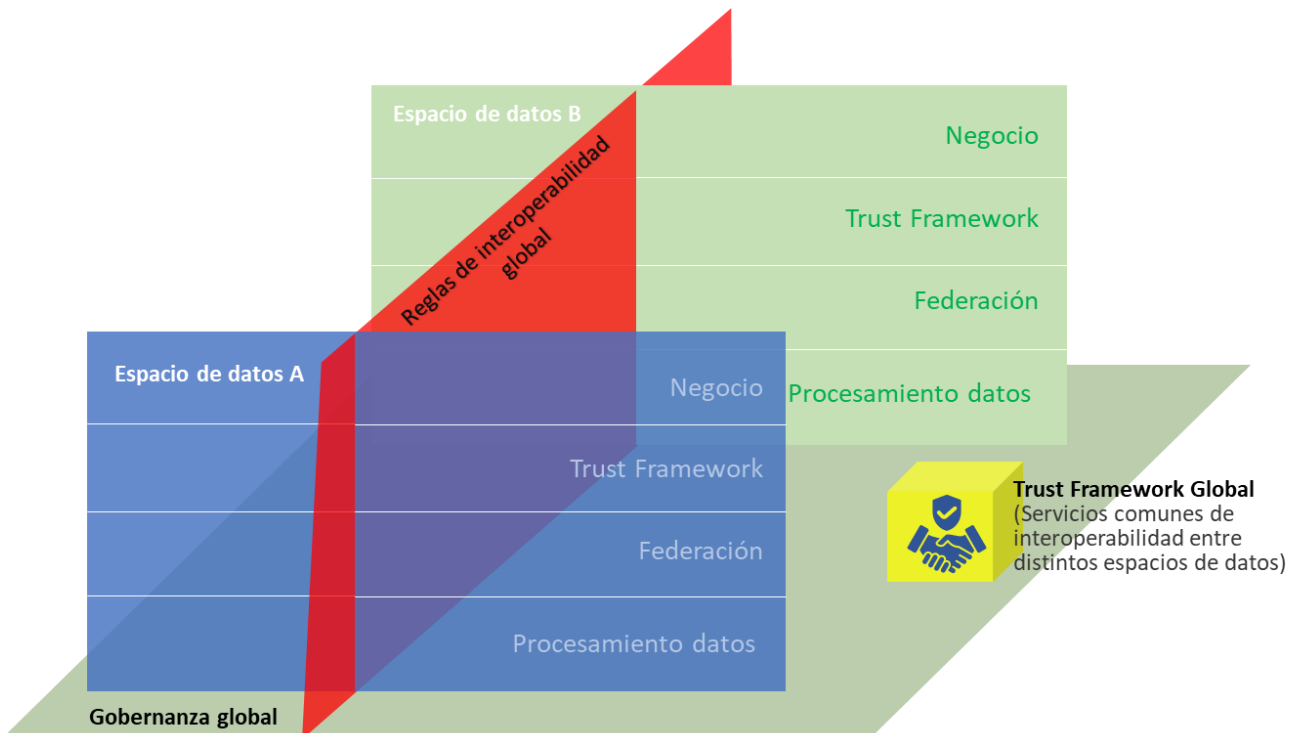 Espacio de datos B
Negocio
Trust Framework
Federación
Procesamiento datos
Reglas de interoperabilidad
global
Espacio de datos A
Negocio
Trust Framework
Federación
Procesamiento datos
Trust Framework Global
(Servicios comunes de
interoperabilidad entre
distintos espacios de datos)
Gobernanza global